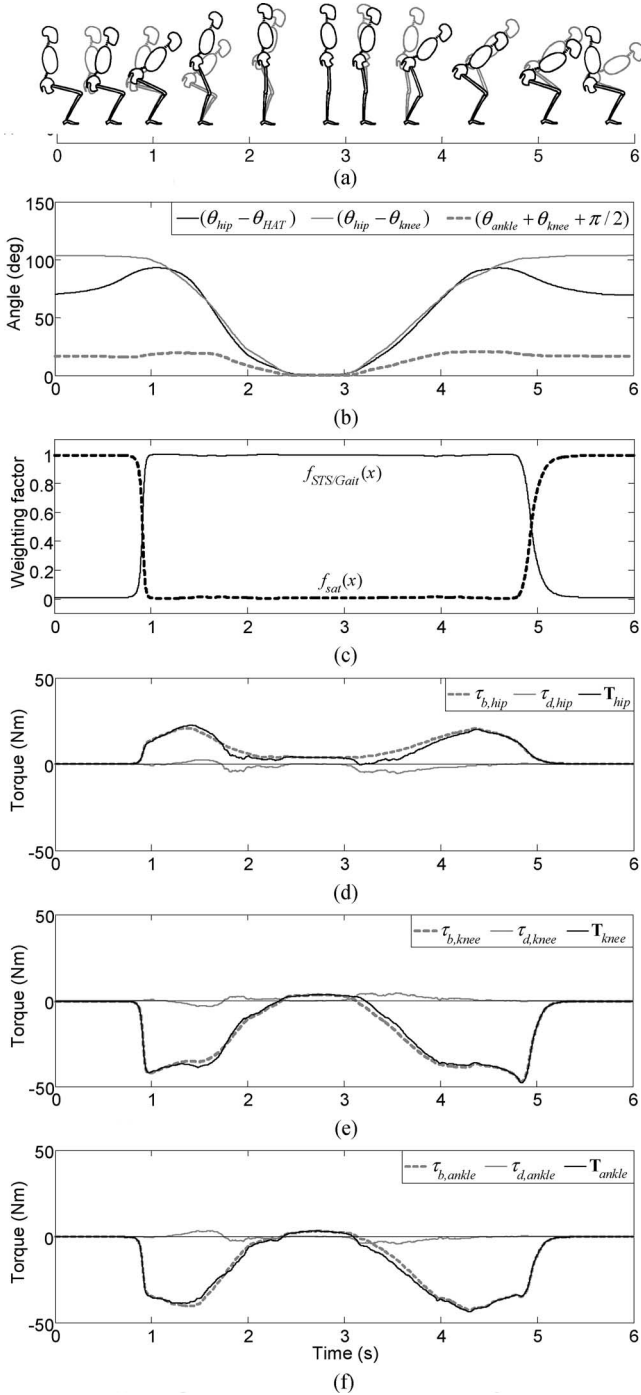 0 1 2 3 4 5 6
(a)
150
100
50
0
Angle (deg)
(θhip − θHAT) (θhip − θknee) (θankle + θknee + π/2)
0 1 2 3 4 5 6
(b)
1
0.8
0.6
0.4
0.2
0
Weighting factor
fSTS/Gait(x)
fsat(x)
0 1 2 3 4 5 6
(c)
50
0
-50
Torque (Nm)
τb,hip τd,hip Thip
0 1 2 3 4 5 6
(d)
50
0
-50
Torque (Nm)
τb,knee τd,knee Tknee
0 1 2 3 4 5 6
(e)
50
0
-50
Torque (Nm)
τb,ankle τd,ankle Tankle
0 1 2 3 4 5 6
Time (s)
(f)